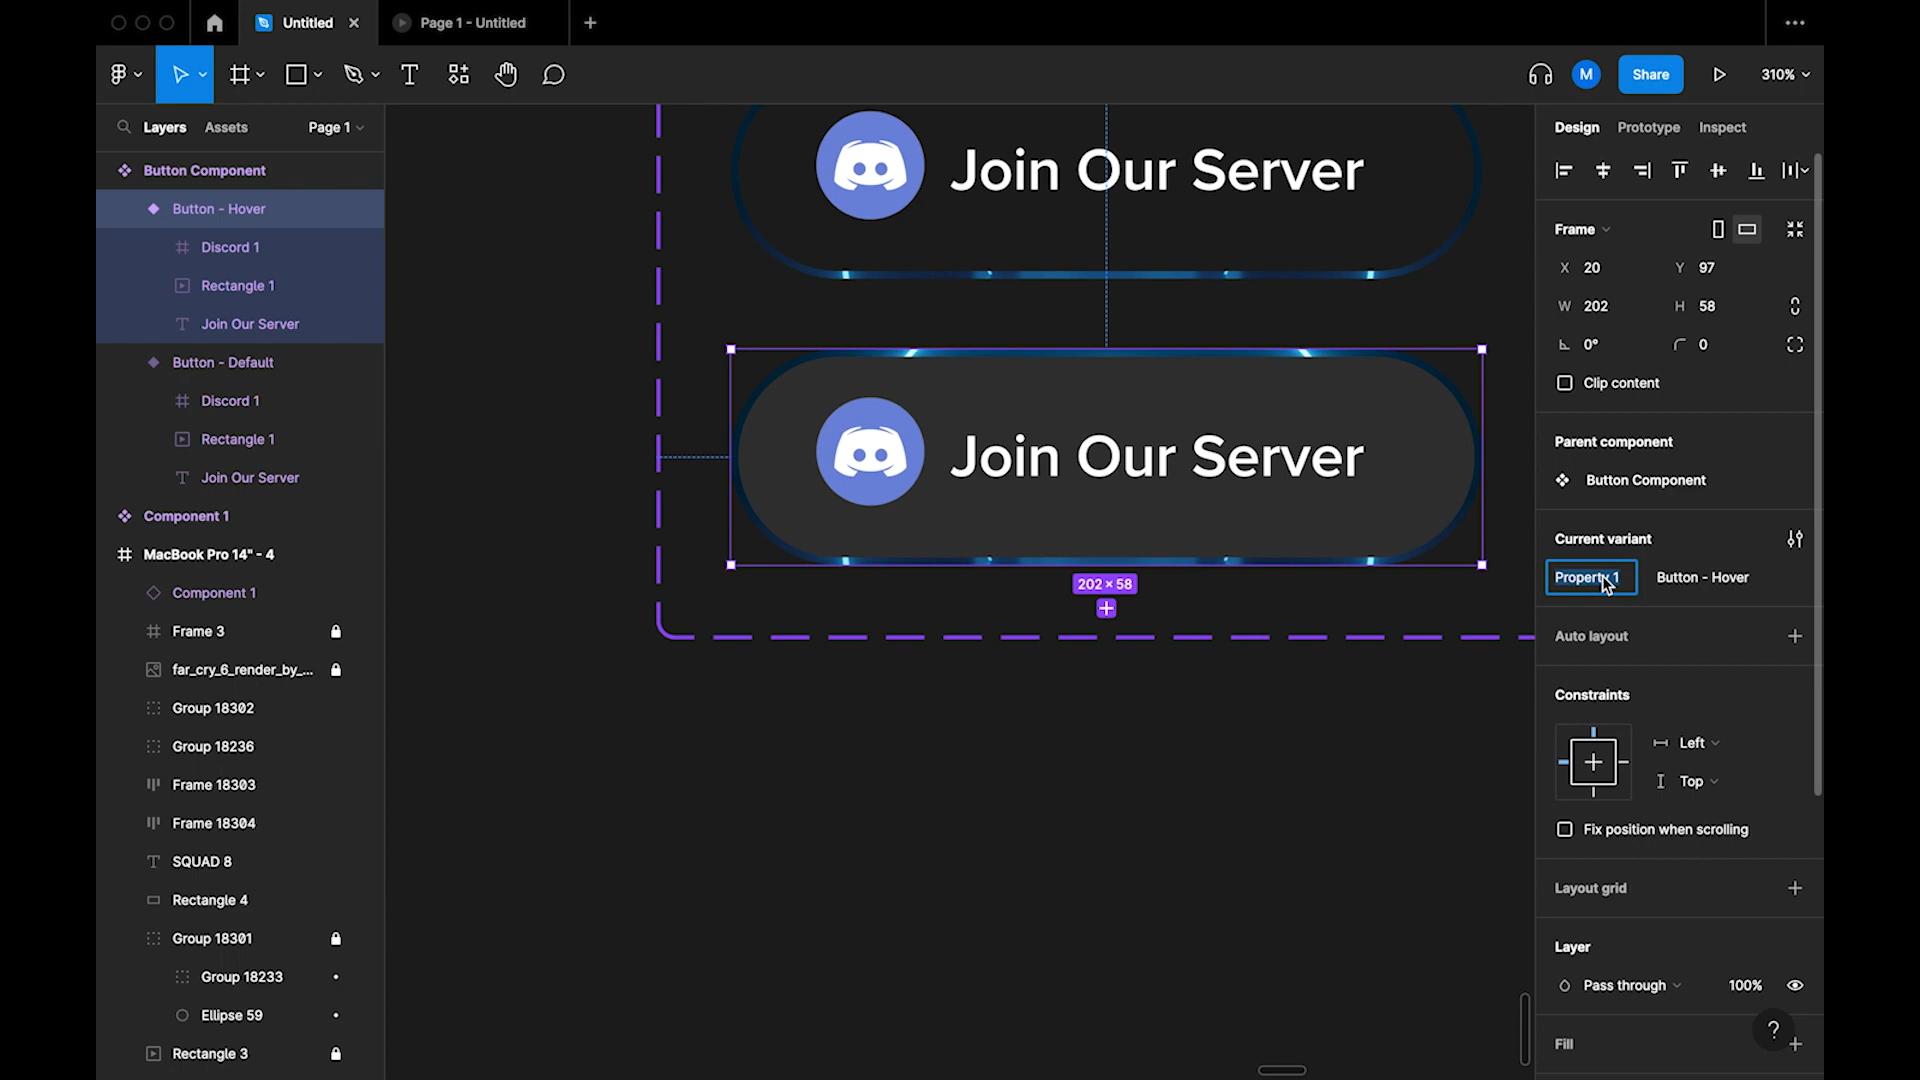 Untitled
Page 1 - Untitled
M
Share
310%
Layers
Assets
Page 1
Button Component
Button - Hover
Discord 1
Rectangle 1
Join Our Server
Button - Default
Discord 1
Rectangle 1
Join Our Server
Component 1
MacBook Pro 14" - 4
Component 1
Frame 3
far_cry_6_render_by_...
Group 18302
Group 18236
Frame 18303
Frame 18304
SQUAD 8
Rectangle 4
Group 18301
Group 18233
Ellipse 59
Rectangle 3
Join Our Server
Join Our Server
202 × 58
Design
Prototype
Inspect
Frame
X 20
Y 97
W 202
H 58
0°
0
Clip content
Parent component
Button Component
Current variant
Property 1
Button - Hover
Auto layout
Constraints
Left
Top
Fix position when scrolling
Layout grid
Layer
Pass through
100%
?
Fill